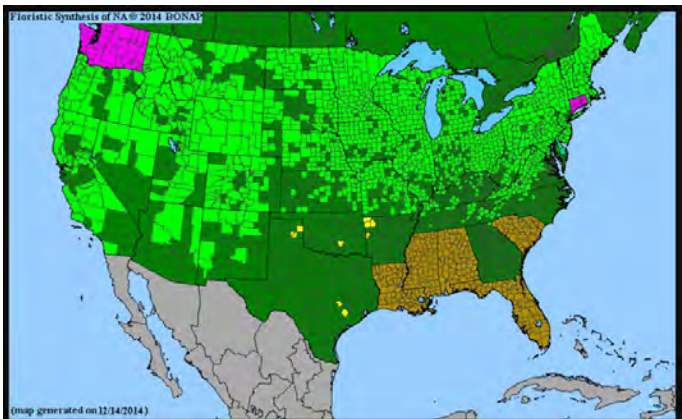 Floristic Synthesis of NA © 2014 BONAP
(map generated on 12/14/2014)